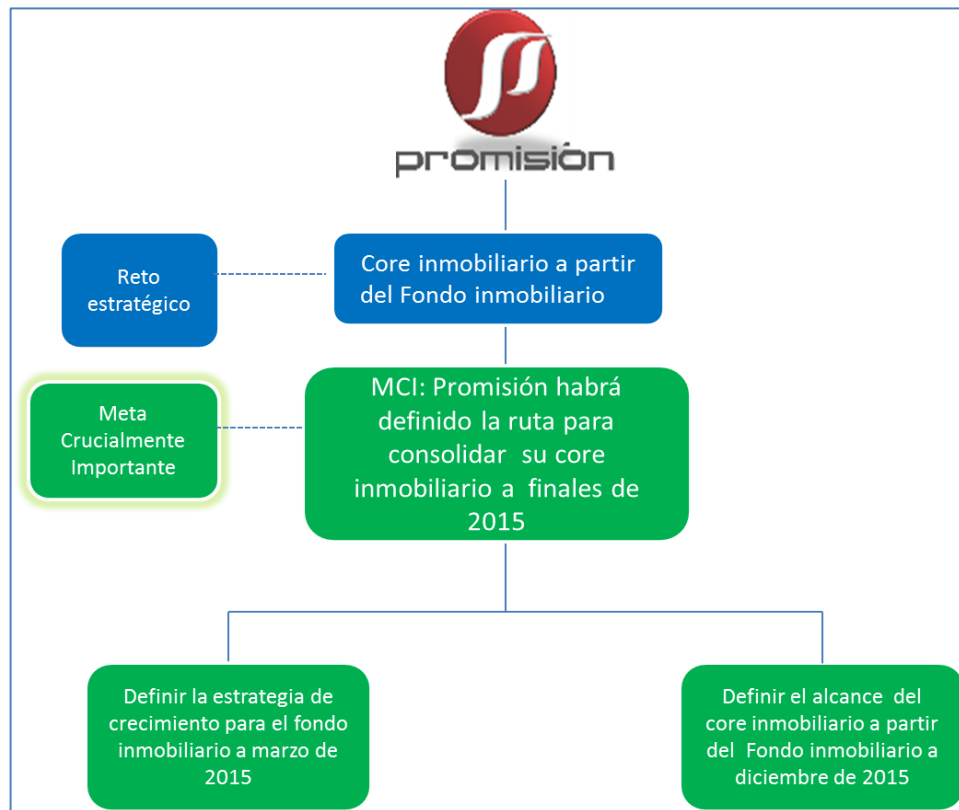 promisión
Reto
estratégico
Core inmobiliario a partir
del Fondo inmobiliario
Meta
Crucialmente
Importante
MCI: Promisión habrá
definido la ruta para
consolidar su core
inmobiliario a finales de
2015
Definir la estrategia de
crecimiento para el fondo
inmobiliario a marzo de
2015
Definir el alcance del
core inmobiliario a partir
del Fondo inmobiliario a
diciembre de 2015